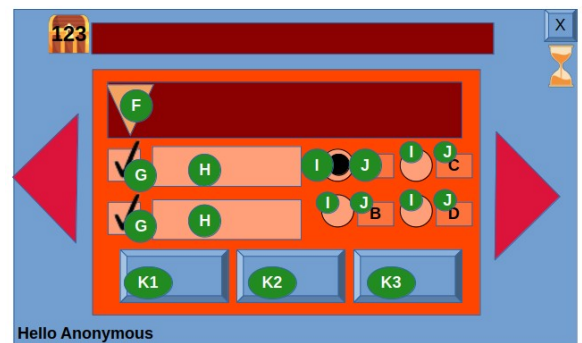 123
X
F
G H I J I J C
G H I J B I J D
K1 K2 K3
Hello Anonymous